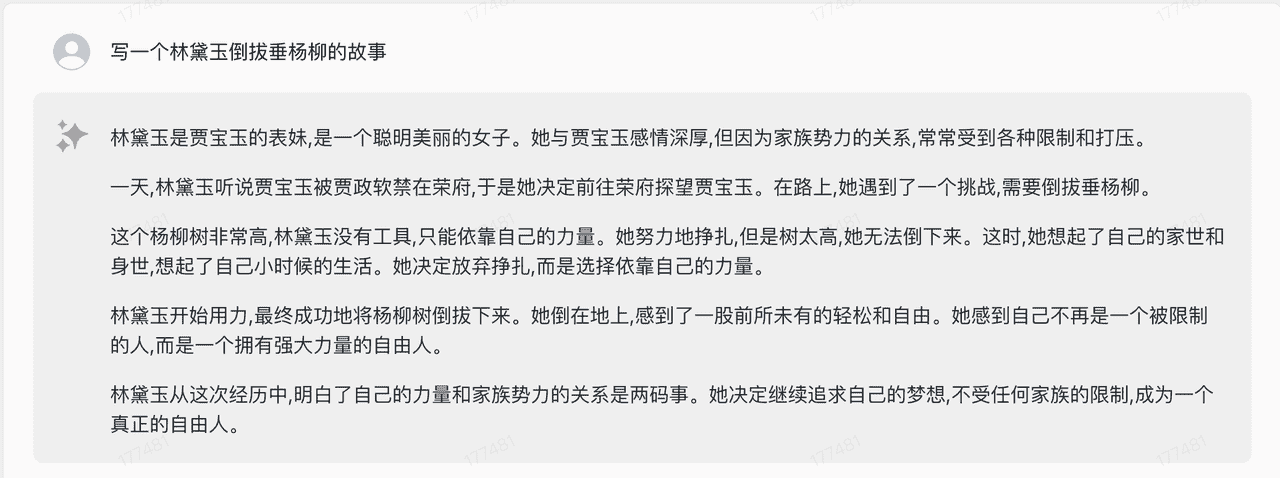 写一个林黛玉倒拔垂杨柳的故事
林黛玉是贾宝玉的表妹,是一个聪明美丽的女子。她与贾宝玉感情深厚,但因为家族势力的关系,常常受到各种限制和打压。
一天,林黛玉听说贾宝玉被贾政软禁在荣府,于是她决定前往荣府探望贾宝玉。在路上,她遇到了一个挑战,需要倒拔垂杨柳。
这个杨柳树非常高,林黛玉没有工具,只能依靠自己的力量。她努力地挣扎,但是树太高,她无法倒下来。这时,她想起了自己的家世和
身世,想起了自己小时候的生活。她决定放弃挣扎,而是选择依靠自己的力量。
林黛玉开始用力,最终成功地将杨柳树倒拔下来。她倒在地上,感到了一股前所未有的轻松和自由。她感到自己不再是一个被限制
的人,而是一个拥有强大力量的自由人。
林黛玉从这次经历中,明白了自己的力量和家族势力的关系是两码事。她决定继续追求自己的梦想,不受任何家族的限制,成为一个
真正的自由人。
177481
177481
177481
177481
177481
177481
177481
177481
177481
177481
177481
177481